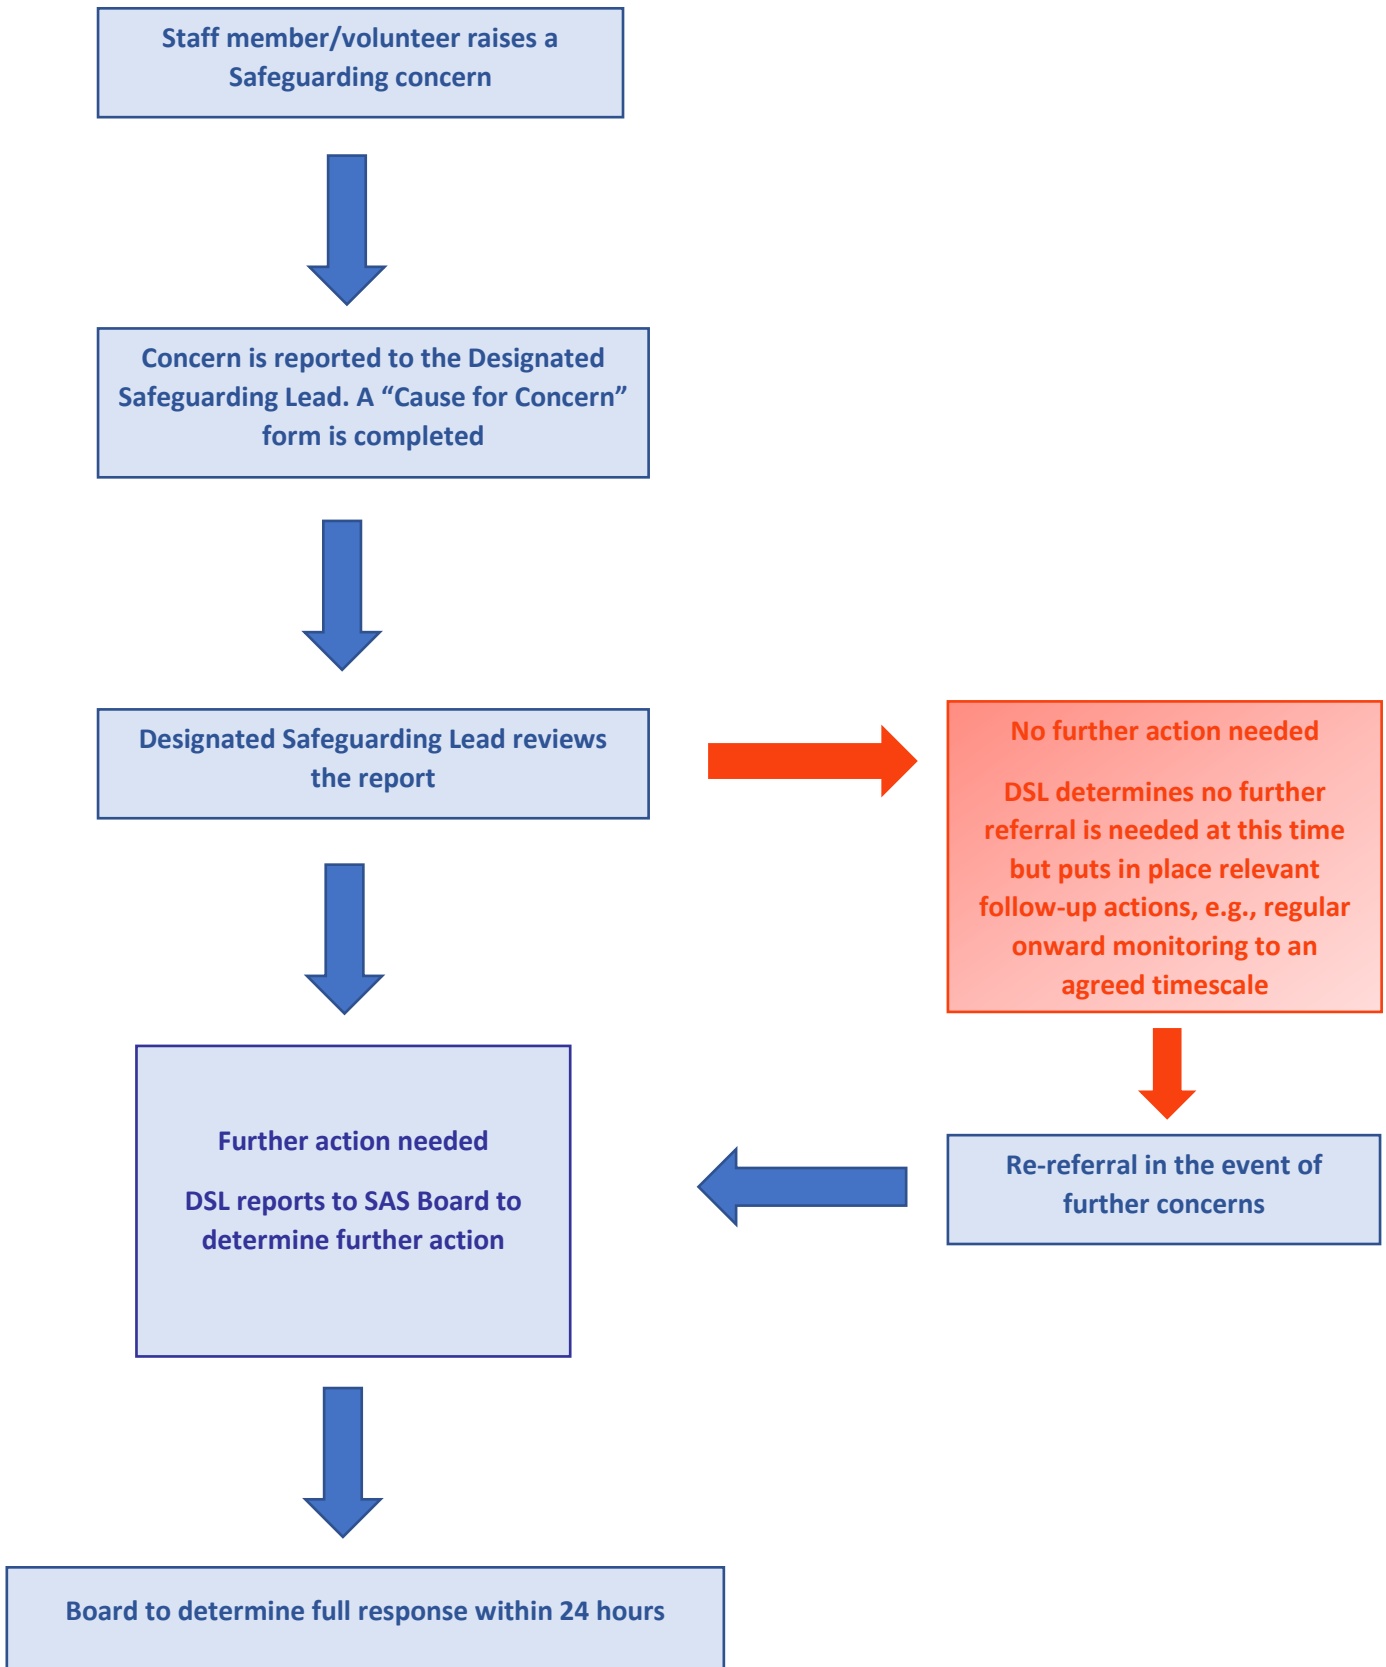 Staff member/volunteer raises a
Safeguarding concern
Concern is reported to the Designated
Safeguarding Lead. A “Cause for Concern”
form is completed
Designated Safeguarding Lead reviews
the report
No further action needed
DSL determines no further
referral is needed at this time
but puts in place relevant
follow-up actions, e.g., regular
onward monitoring to an
agreed timescale
Further action needed
DSL reports to SAS Board to
determine further action
Re-referral in the event of
further concerns
Board to determine full response within 24 hours